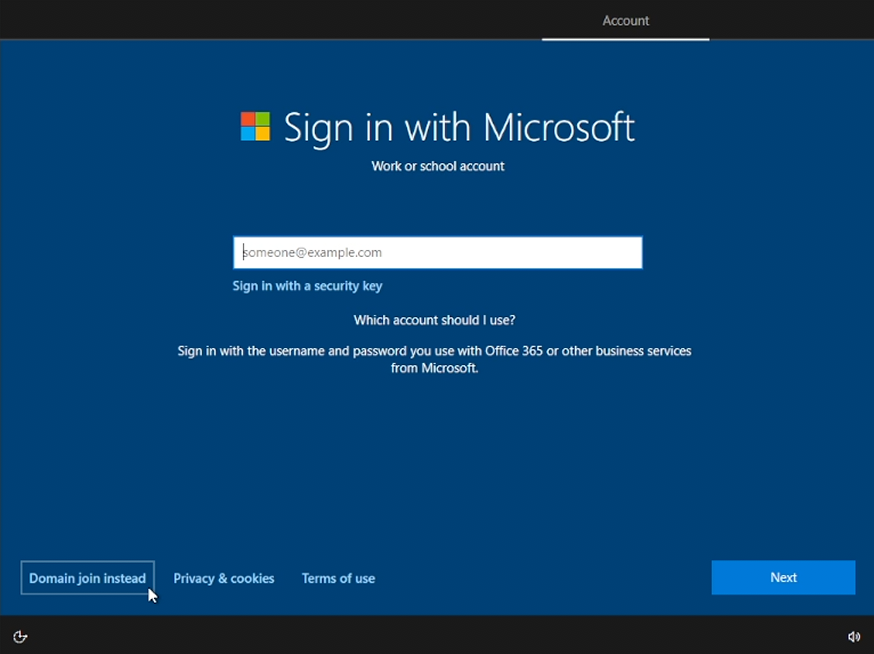 Account
Sign in with Microsoft
Work or school account
someone@example.com
Sign in with a security key
Which account should I use?
Sign in with the username and password you use with Office 365 or other business services
from Microsoft.
Domain join instead
Privacy & cookies
Terms of use
Next